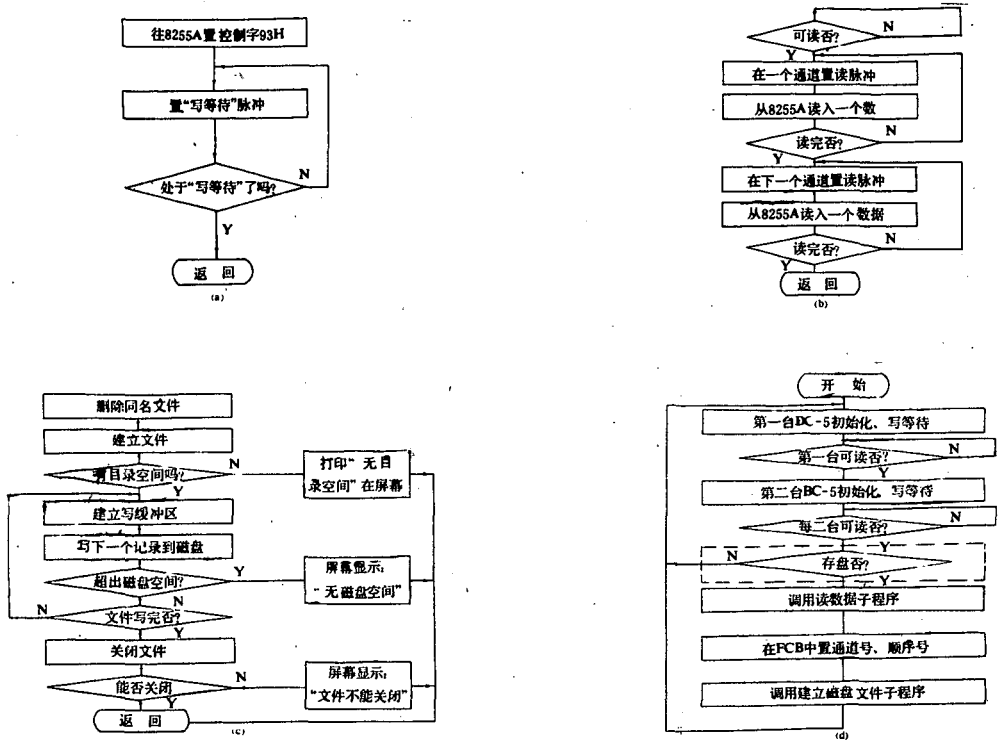 往8255A置控制字93H
置“写等待”脉冲
处于“写等待”了吗?
N
Y
返 回
(a)
可读否?
N
Y
在一个通道置读脉冲
从8255A读入一个数
读完否?
N
Y
在下一个通道置读脉冲
从8255A读入一个数据
读完否?
N
Y
返 回
(b)
删除同名文件
建立文件
有目录空间吗?
N
Y
打印“无目
录空间”在屏幕
建立写缓冲区
写下一个记录到磁盘
超出磁盘空间?
Y
N
屏幕显示:
“无磁盘空间”
文件写完否?
N
Y
关闭文件
能否关闭
N
Y
屏幕显示:
“文件不能关闭”
返 回
(c)
开 始
第一台DC-5初始化、写等待
第一台可读否?
N
Y
第二台BC-5初始化、写等待
每二台可读否?
N
Y
存盘否?
N
Y
调用读数据子程序
在FCB中置通道号、顺序号
调用建立磁盘文件子程序
(d)